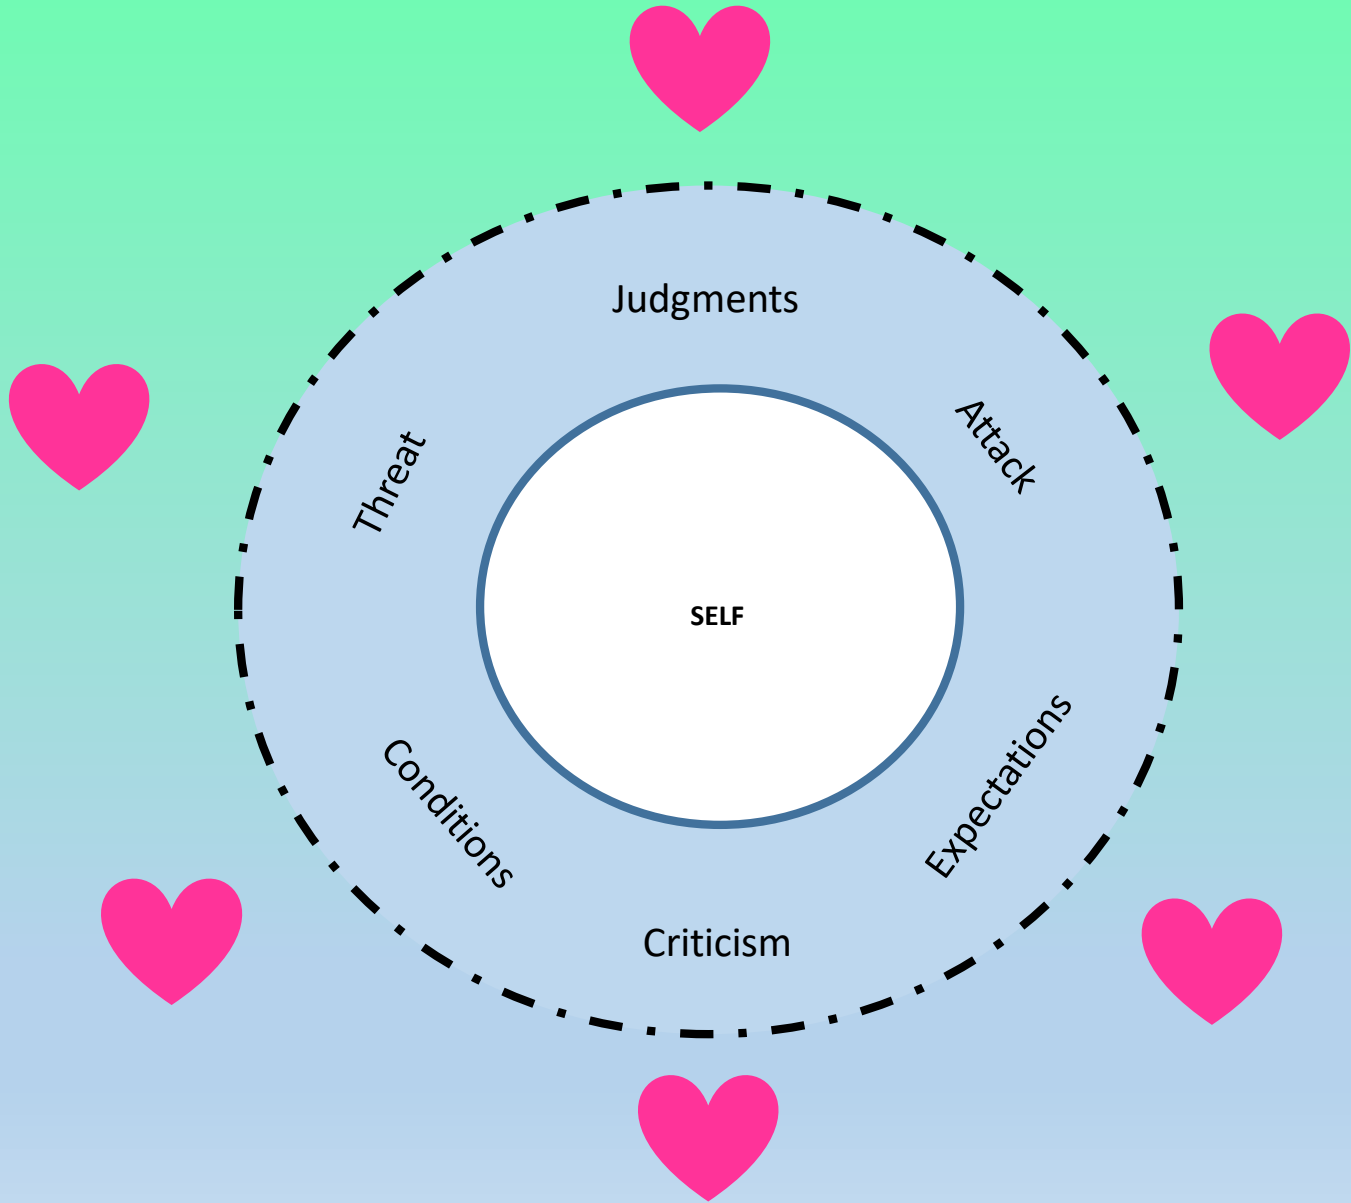 Judgments
Attack
Threat
SELF
Expectations
Conditions
Criticism